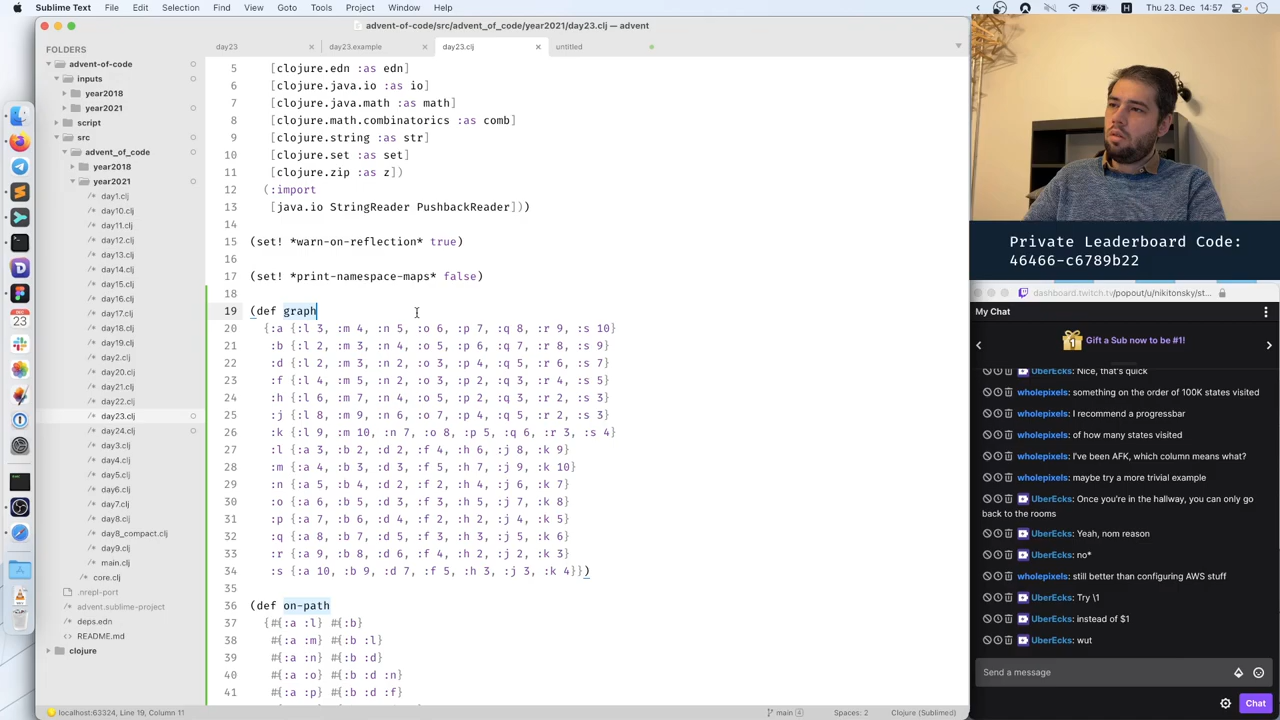 Sublime Text File Edit Selection Find View Goto Tools Project Window Help
Thu 23. Dec 14:57
advent-of-code/src/advent_of_code/year2021/day23.clj — advent
FOLDERS
advent-of-code
inputs
year2018
year2021
script
src
advent_of_code
year2018
year2021
day1.clj
day10.clj
day11.clj
day12.clj
day13.clj
day14.clj
day15.clj
day16.clj
day17.clj
day18.clj
day19.clj
day2.clj
day20.clj
day21.clj
day22.clj
day23.clj
day24.clj
day3.clj
day4.clj
day5.clj
day6.clj
day7.clj
day8.clj
day8_compact.clj
day9.clj
main.clj
core.clj
.nrepl-port
advent.sublime-project
deps.edn
README.md
clojure
day23
day23.example
day23.clj
untitled
5 [clojure.edn :as edn]
6 [clojure.java.io :as io]
7 [clojure.java.math :as math]
8 [clojure.math.combinatorics :as comb]
9 [clojure.string :as str]
10 [clojure.set :as set]
11 [clojure.zip :as z])
12 (:import
13 [java.io StringReader PushbackReader]))
14
15 (set! *warn-on-reflection* true)
16
17 (set! *print-namespace-maps* false)
18
19 (def graph
20 {:a {:l 3, :m 4, :n 5, :o 6, :p 7, :q 8, :r 9, :s 10}
21 :b {:l 2, :m 3, :n 4, :o 5, :p 6, :q 7, :r 8, :s 9}
22 :d {:l 2, :m 3, :n 2, :o 3, :p 4, :q 5, :r 6, :s 7}
23 :f {:l 4, :m 5, :n 2, :o 3, :p 2, :q 3, :r 4, :s 5}
24 :h {:l 6, :m 7, :n 4, :o 5, :p 2, :q 3, :r 2, :s 3}
25 :j {:l 8, :m 9, :n 6, :o 7, :p 4, :q 5, :r 2, :s 3}
26 :k {:l 9, :m 10, :n 7, :o 8, :p 5, :q 6, :r 3, :s 4}
27 :l {:a 3, :b 2, :d 2, :f 4, :h 6, :j 8, :k 9}
28 :m {:a 4, :b 3, :d 3, :f 5, :h 7, :j 9, :k 10}
29 :n {:a 5, :b 4, :d 2, :f 2, :h 4, :j 6, :k 7}
30 :o {:a 6, :b 5, :d 3, :f 3, :h 5, :j 7, :k 8}
31 :p {:a 7, :b 6, :d 4, :f 2, :h 2, :j 4, :k 5}
32 :q {:a 8, :b 7, :d 5, :f 3, :h 3, :j 5, :k 6}
33 :r {:a 9, :b 8, :d 6, :f 4, :h 2, :j 2, :k 3}
34 :s {:a 10, :b 9, :d 7, :f 5, :h 3, :j 3, :k 4}})
35
36 (def on-path
37 {#{:a :l} #{:b}
38 #{:a :m} #{:b :l}
39 #{:a :n} #{:b :d}
40 #{:a :o} #{:b :d :n}
41 #{:a :p} #{:b :d :f}
localhost:63324, Line 19, Column 11
main 4
Spaces: 2
Clojure (Sublimed)
Private Leaderboard Code:
46466-c6789b22
dashboard.twitch.tv/popout/u/nikitonsky/st...
My Chat
1
Gift a Sub now to be #1!
UberEcks: Nice, that's quick
wholepixels: something on the order of 100K states visited
wholepixels: I recommend a progressbar
wholepixels: of how many states visited
wholepixels: I've been AFK, which column means what?
wholepixels: maybe try a more trivial example
UberEcks: Once you're in the hallway, you can only go
back to the rooms
UberEcks: Yeah, nom reason
UberEcks: no*
wholepixels: still better than configuring AWS stuff
UberEcks: Try \1
UberEcks: instead of $1
UberEcks: wut
Send a message
Chat